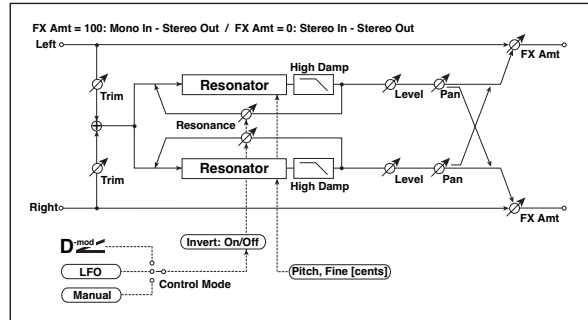 FX Amt = 100: Mono In - Stereo Out / FX Amt = 0: Stereo In - Stereo Out
Left
FX Amt
High Damp
Resonator
Trim
Level
Pan
Resonance
Resonator
High Damp
Level
Pan
Trim
Right
FX Amt
Invert: On/Off
D-mod
LFO
Control Mode
Pitch, Fine [cents]
Manual